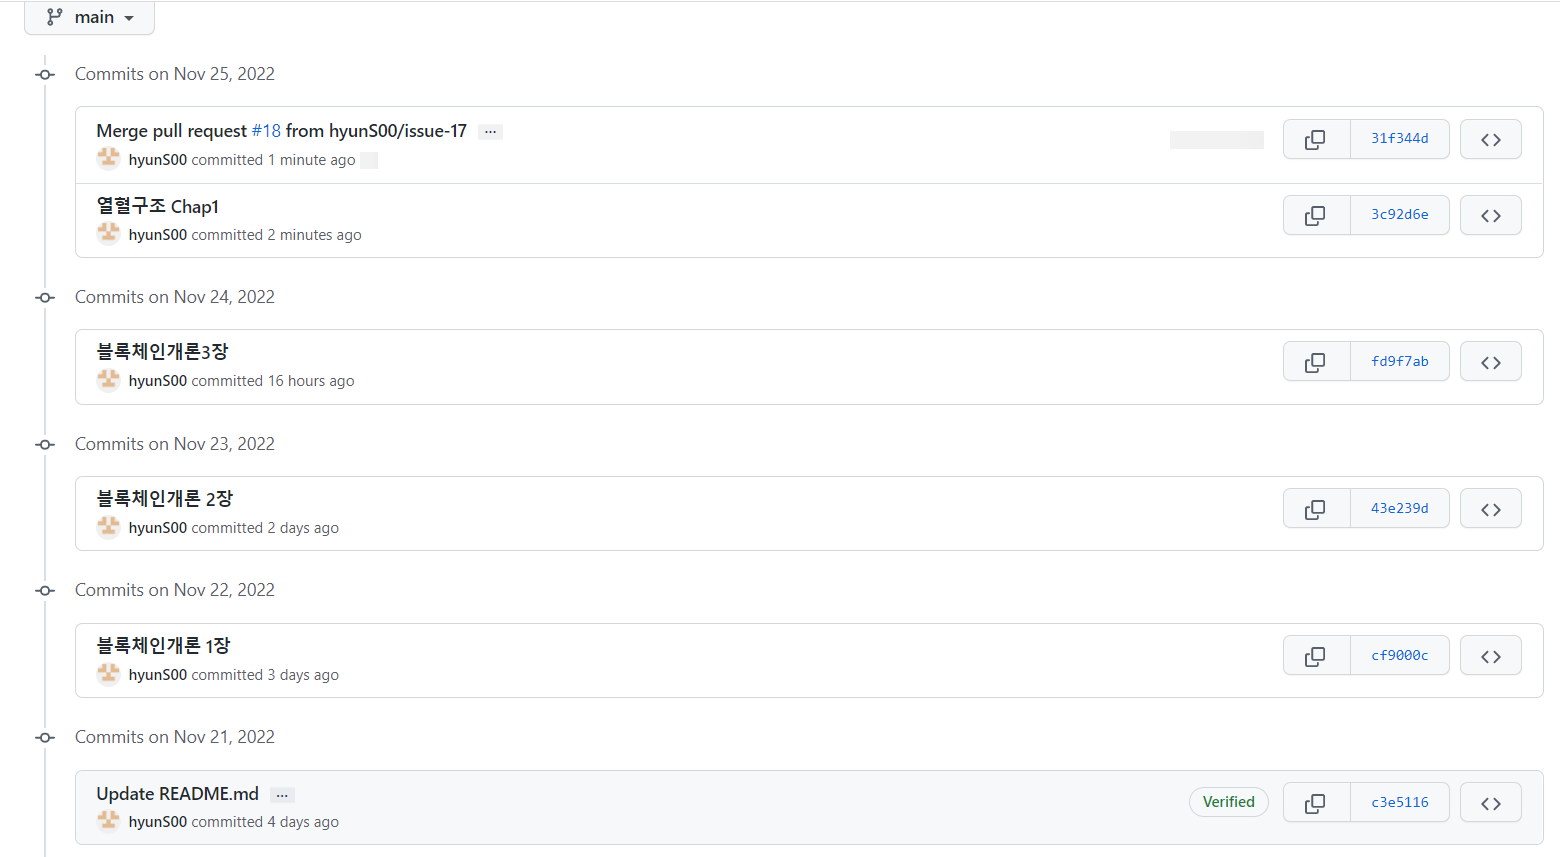 main
Commits on Nov 25, 2022
Merge pull request #18 from hyunS00/issue-17 ...
31f344d
hyunS00 committed 1 minute ago
열혈구조 Chap1
3c92d6e
hyunS00 committed 2 minutes ago
Commits on Nov 24, 2022
블록체인개론3장
fd9f7ab
hyunS00 committed 16 hours ago
Commits on Nov 23, 2022
블록체인개론 2장
43e239d
hyunS00 committed 2 days ago
Commits on Nov 22, 2022
블록체인개론 1장
cf9000c
hyunS00 committed 3 days ago
Commits on Nov 21, 2022
Update README.md ...
Verified
c3e5116
hyunS00 committed 4 days ago